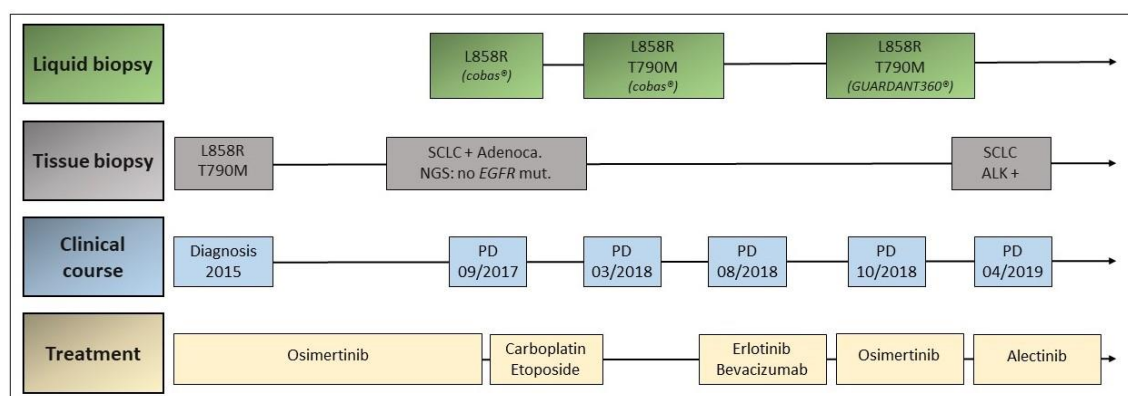 Liquid biopsy
L858R
(cobas®)
L858R
T790M
(cobas®)
L858R
T790M
(GUARDANT360®)
Tissue biopsy
L858R
T790M
SCLC + Adenoca.
NGS: no EGFR mut.
SCLC
ALK +
Clinical
course
Diagnosis
2015
PD
09/2017
PD
03/2018
PD
08/2018
PD
10/2018
PD
04/2019
Treatment
Osimertinib
Carboplatin
Etoposide
Erlotinib
Bevacizumab
Osimertinib
Alectinib